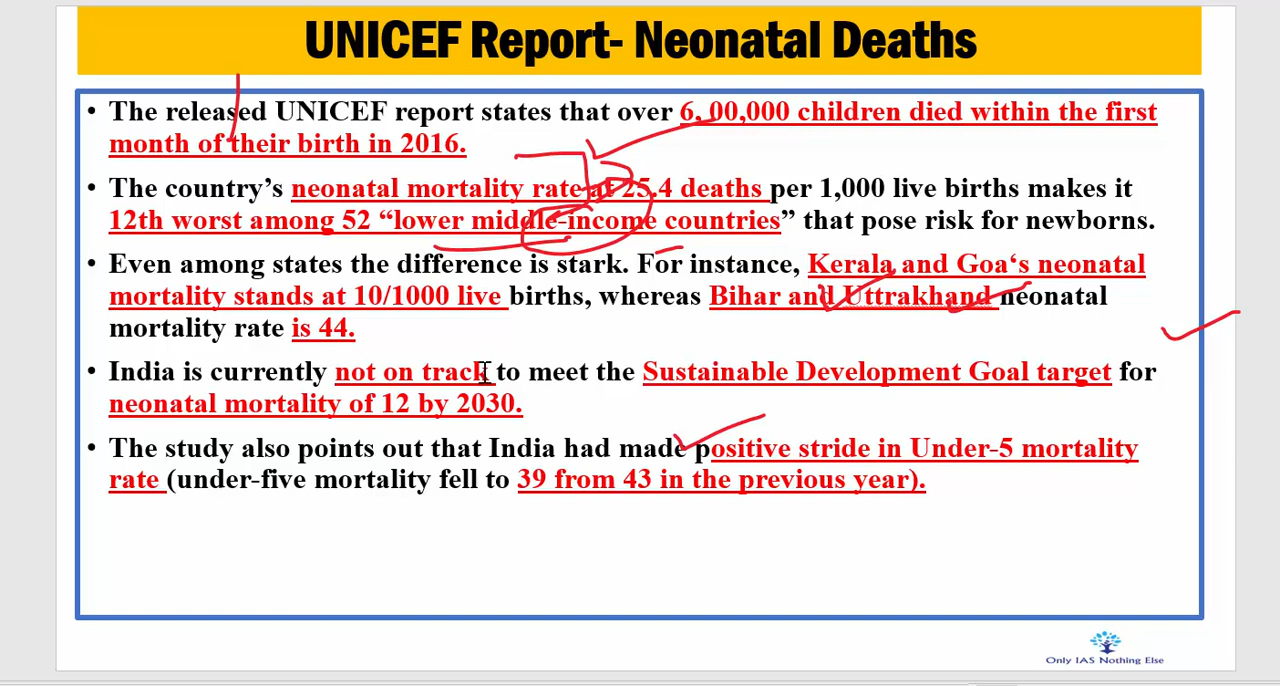 UNICEF Report- Neonatal Deaths
• The released UNICEF report states that over 6, 00,000 children died within the first
month of their birth in 2016.
• The country’s neonatal mortality rate at 25.4 deaths per 1,000 live births makes it
12th worst among 52 “lower middle-income countries” that pose risk for newborns.
• Even among states the difference is stark. For instance, Kerala and Goa‘s neonatal
mortality stands at 10/1000 live births, whereas Bihar and Uttrakhand neonatal
mortality rate is 44.
• India is currently not on track to meet the Sustainable Development Goal target for
neonatal mortality of 12 by 2030.
• The study also points out that India had made positive stride in Under-5 mortality
rate (under-five mortality fell to 39 from 43 in the previous year).
Only IAS Nothing Else